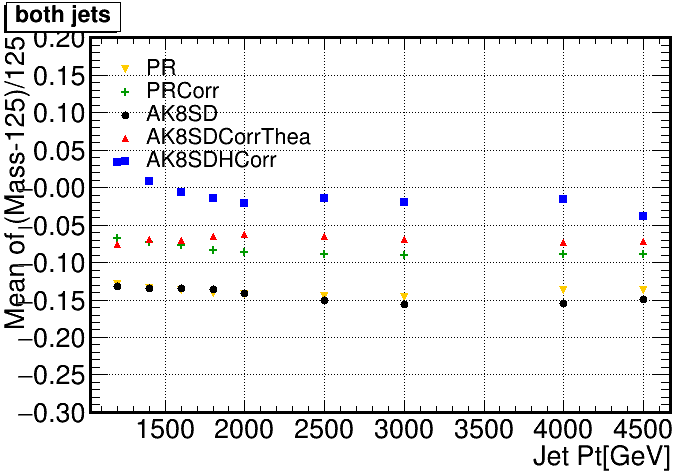 both jets
Mean of (Mass-125)/125
0.20
0.15
0.10
0.05
−0.00
−0.05
−0.10
−0.15
−0.20
−0.25
−0.30
PR
PRCorr
AK8SD
AK8SDCorrThea
AK8SDHCorr
1500 2000 2500 3000 3500 4000 4500
Jet Pt[GeV]